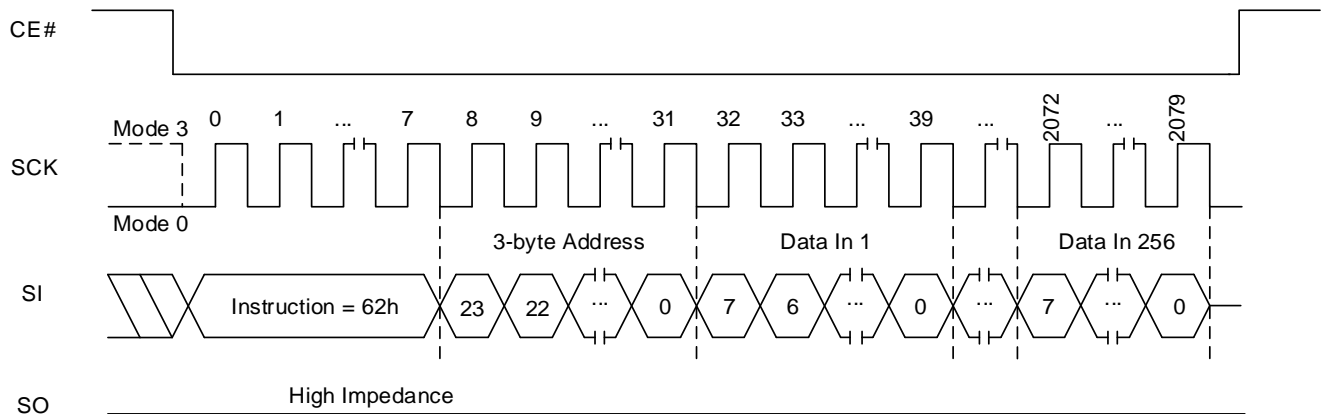 CE#
0 1 ... 7 8 9 ... 31 32 33 ... 39 ... 2072 ... 2079
Mode 3
SCK
Mode 0
3-byte Address Data In 1 Data In 256
SI
Instruction = 62h 23 22 ... 0 7 6 ... 0 ... 7 ... 0
High Impedance
SO